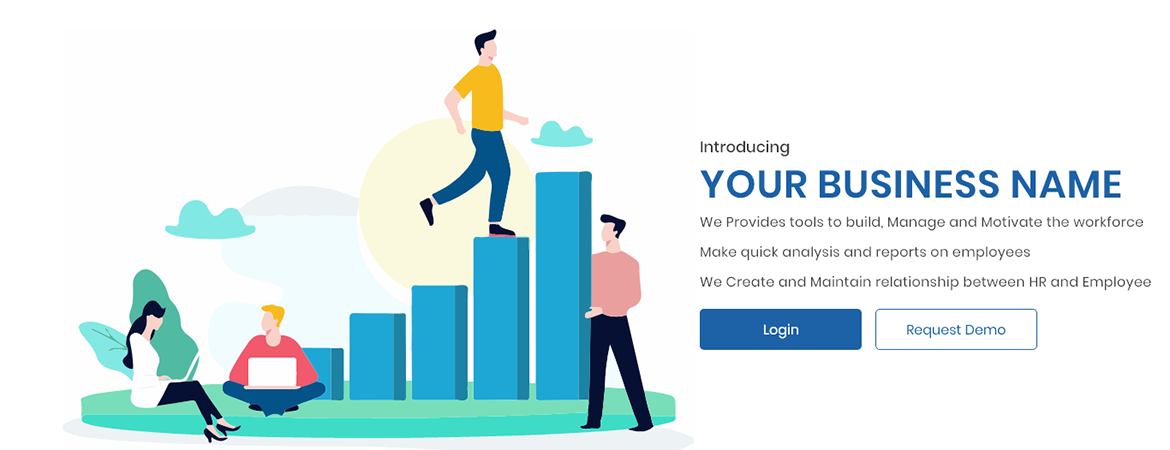 Introducing
YOUR BUSINESS NAME
We Provides tools to build, Manage and Motivate the workforce
Make quick analysis and reports on employees
We Create and Maintain relationship between HR and Employee
Login
Request Demo